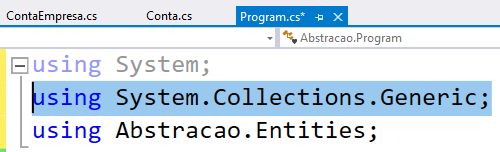 ContaEmpresa.cs Conta.cs Program.cs*
Abstracao.Program
using System;
using System.Collections.Generic;
using Abstracao.Entities;